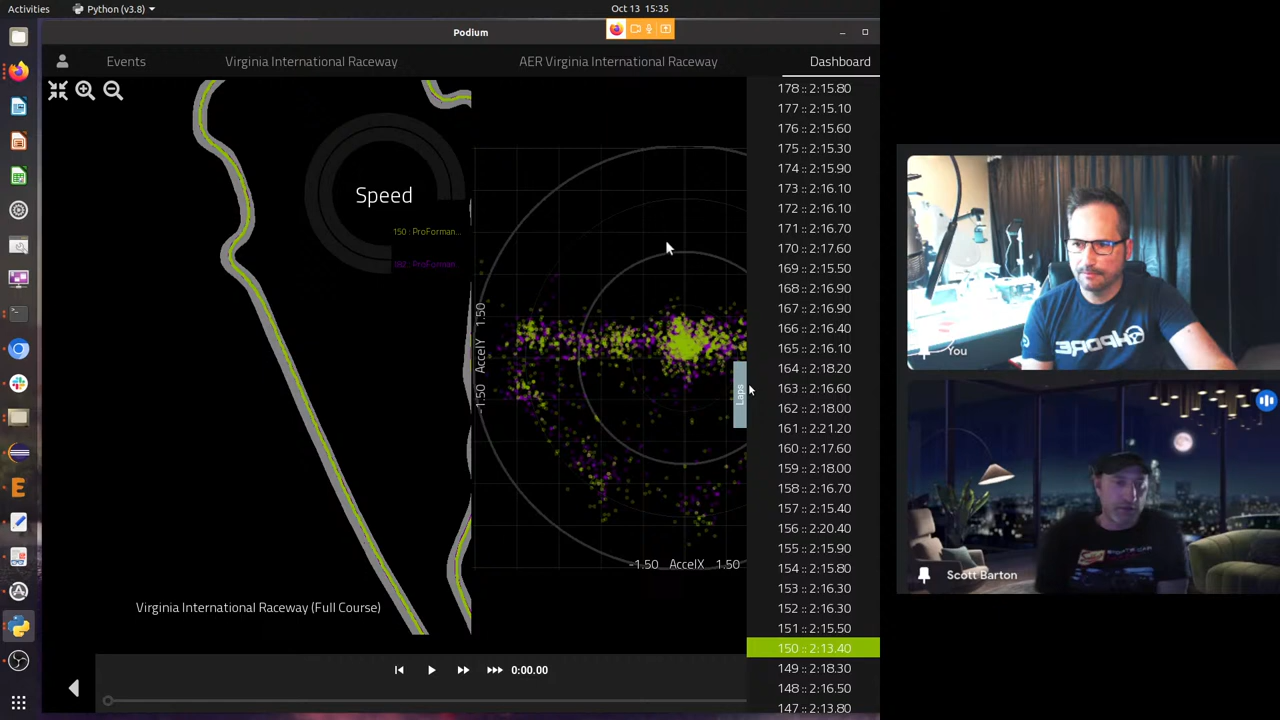 Activities
Python (v3.8)
Oct 13 15:35
Podium
Events
Virginia International Raceway
AER Virginia International Raceway
Dashboard
Speed
150 : ProForman...
ProForman...
AccelY
-1.50
1.50
-1.50 AccelX 1.50
Virginia International Raceway (Full Course)
0:00.00
Laps
178 :: 2:15.80
177 :: 2:15.10
176 :: 2:15.60
175 :: 2:15.30
174 :: 2:15.90
173 :: 2:16.10
172 :: 2:16.10
171 :: 2:16.70
170 :: 2:17.60
169 :: 2:15.50
168 :: 2:16.90
167 :: 2:16.90
166 :: 2:16.40
165 :: 2:16.10
164 :: 2:18.20
163 :: 2:16.60
162 :: 2:18.00
161 :: 2:21.20
160 :: 2:17.60
159 :: 2:18.00
158 :: 2:16.70
157 :: 2:15.40
156 :: 2:20.40
155 :: 2:15.90
154 :: 2:15.80
153 :: 2:16.30
152 :: 2:16.30
151 :: 2:15.50
150 :: 2:13.40
149 :: 2:18.30
148 :: 2:16.50
147 :: 2:13.80
You
Scott Barton